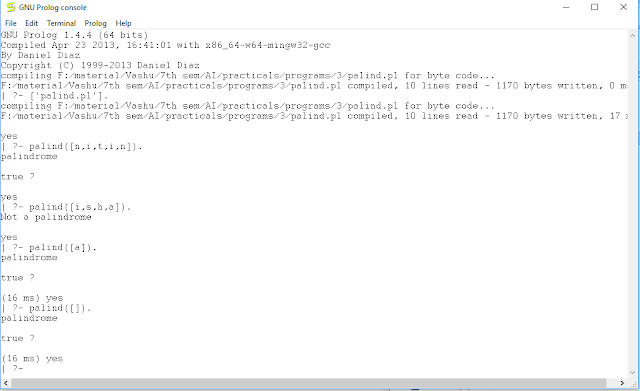 GNU Prolog console
File Edit Terminal Prolog Help
GNU Prolog 1.4.4 (64 bits)
Compiled Apr 23 2013, 16:41:01 with x86_64-w64-mingw32-gcc
By Daniel Diaz
Copyright (C) 1999-2013 Daniel Diaz
compiling F:/material/Vashu/7th sem/AI/practicals/programs/3/palind.pl for byte code...
F:/material/Vashu/7th sem/AI/practicals/programs/3/palind.pl compiled, 10 lines read - 1170 bytes written, 0 ms
| ?- ['palind.pl'].
compiling F:/material/Vashu/7th sem/AI/practicals/programs/3/palind.pl for byte code...
F:/material/Vashu/7th sem/AI/practicals/programs/3/palind.pl compiled, 10 lines read - 1170 bytes written, 17 m
yes
| ?- palind([n,i,t,i,n]).
palindrome
true ?
yes
| ?- palind([i,s,h,a]).
Not a palindrome
yes
| ?- palind([a]).
palindrome
true ?
(16 ms) yes
| ?- palind([]).
palindrome
true ?
(16 ms) yes
| ?-